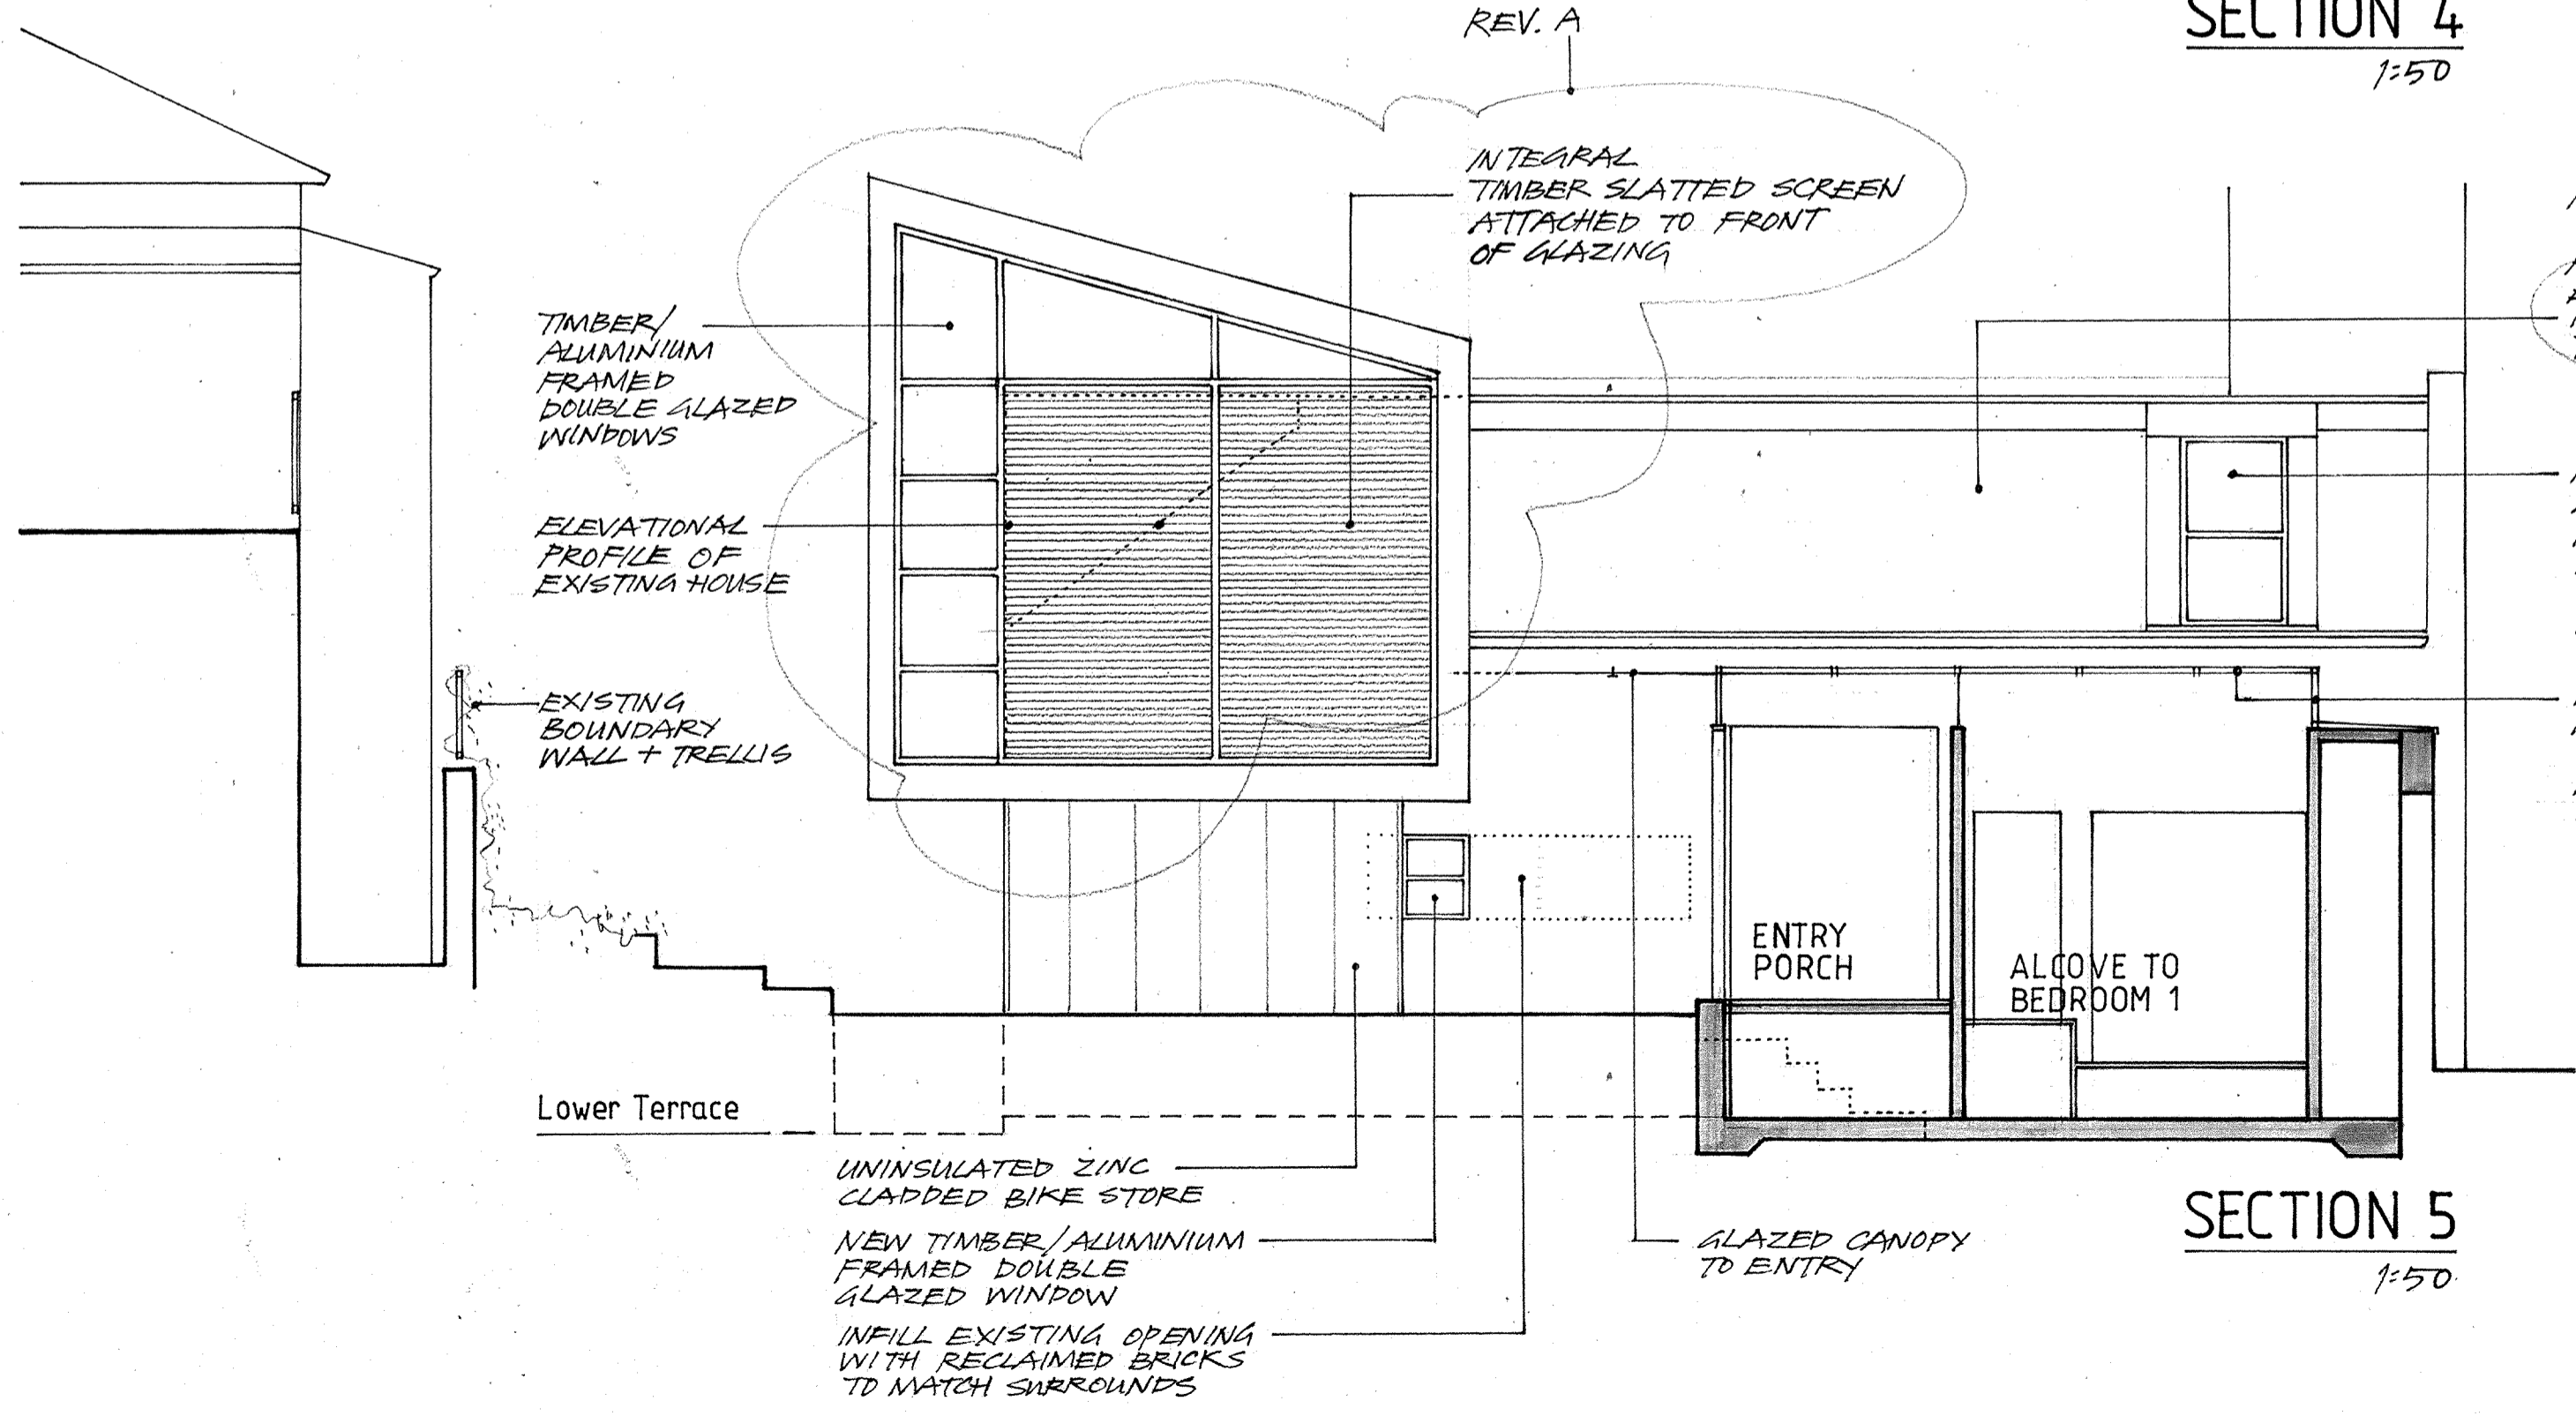 SECTION 4
1:50
REV. A
INTEGRAL
TIMBER SLATTED SCREEN
ATTACHED TO FRONT
OF GLAZING
TIMBER/
ALUMINIUM
FRAMED
DOUBLE GLAZED
WINDOWS
ELEVATIONAL
PROFILE OF
EXISTING HOUSE
EXISTING
BOUNDARY
WALL + TRELLIS
ENTRY
PORCH
ALCOVE TO
BEDROOM 1
Lower Terrace
UNINSULATED ZINC
CLADDED BIKE STORE
NEW TIMBER/ALUMINIUM
FRAMED DOUBLE
GLAZED WINDOW
INFILL EXISTING OPENING
WITH RECLAIMED BRICKS
TO MATCH SURROUNDS
GLAZED CANOPY
TO ENTRY
SECTION 5
1:50